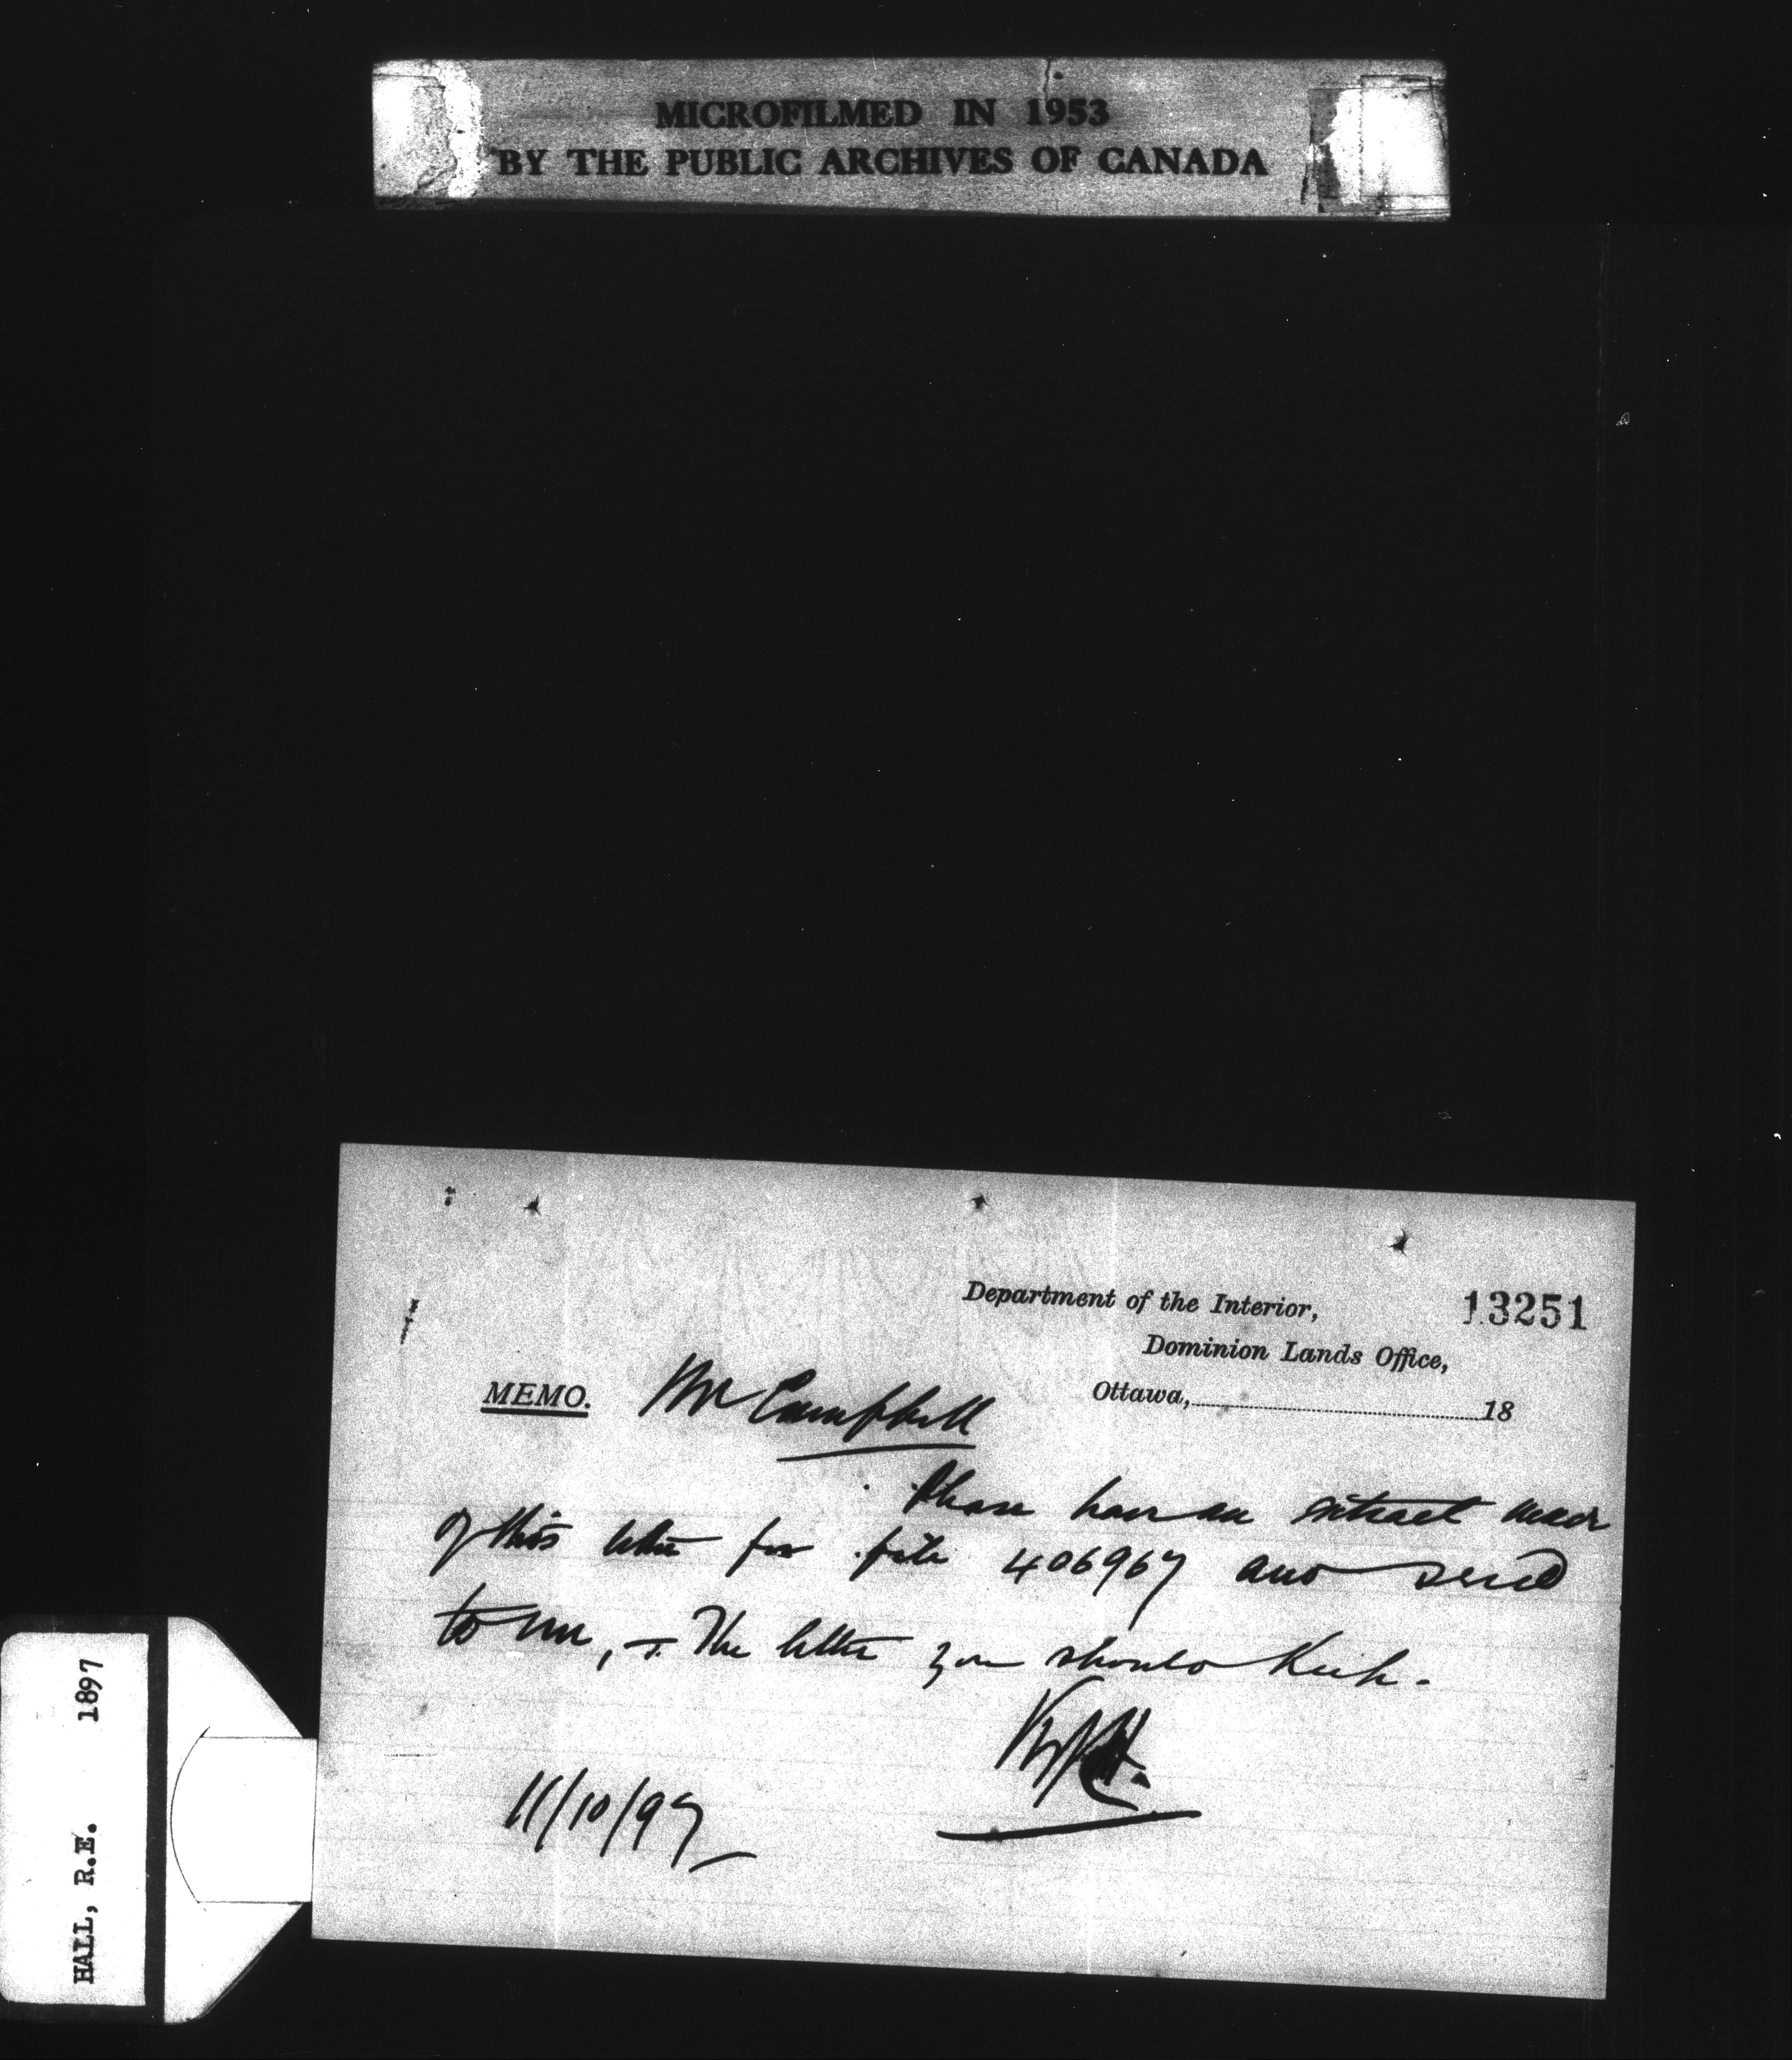 MICROFILMED IN 1953
BY THE PUBLIC ARCHIVES OF CANADA
Department of the Interior,
13251
Dominion Lands Office,
Ottawa, 18
MEMO. Mr Campbell
Please have an extract made
of this letter for file 406967 and send
to me, + The letter you should keep.
11/10/97
HALL, R.E. 1897